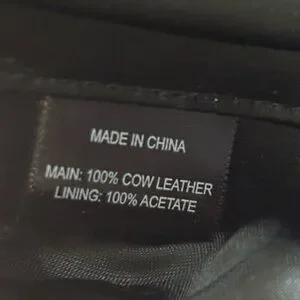 MADE IN CHINA
MAIN: 100% COW LEATHER
LINING: 100% ACETATE